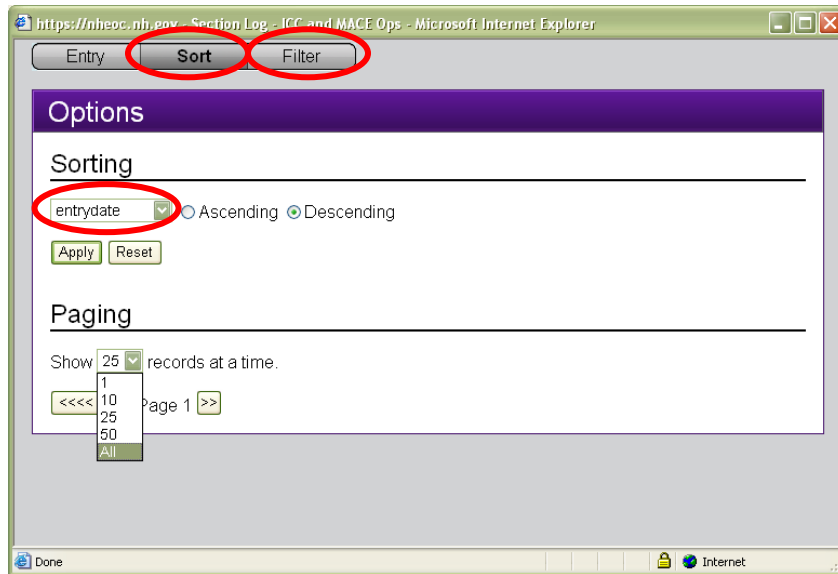 https://nheoc.nh.gov - Section Log - ICC and MACE Ops - Microsoft Internet Explorer
Entry Sort Filter
Options
Sorting
entrydate Ascending Descending
Apply Reset
Paging
Show 25 records at a time.
1
<<<< 10 Page 1 >>
25
50
All
Done Internet